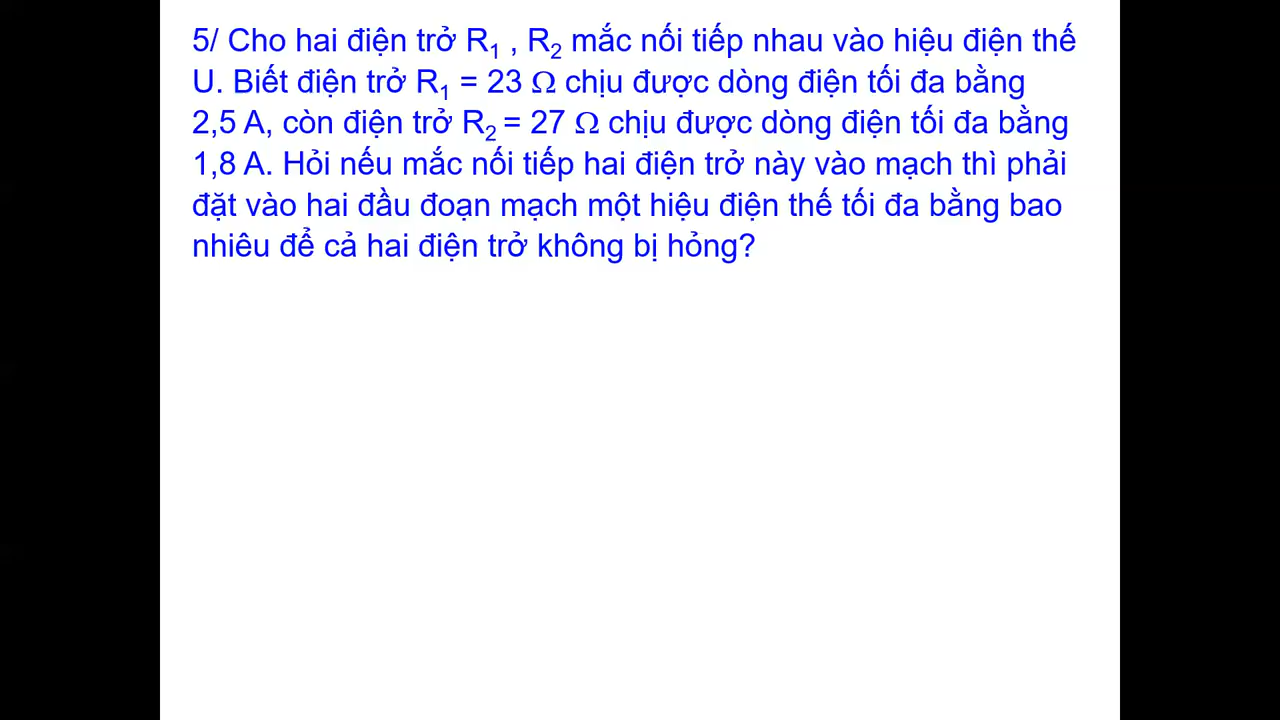 5/ Cho hai điện trở R₁ , R₂ mắc nối tiếp nhau vào hiệu điện thế
U. Biết điện trở R₁ = 23 Ω chịu được dòng điện tối đa bằng
2,5 A, còn điện trở R₂ = 27 Ω chịu được dòng điện tối đa bằng
1,8 A. Hỏi nếu mắc nối tiếp hai điện trở này vào mạch thì phải
đặt vào hai đầu đoạn mạch một hiệu điện thế tối đa bằng bao
nhiêu để cả hai điện trở không bị hỏng?